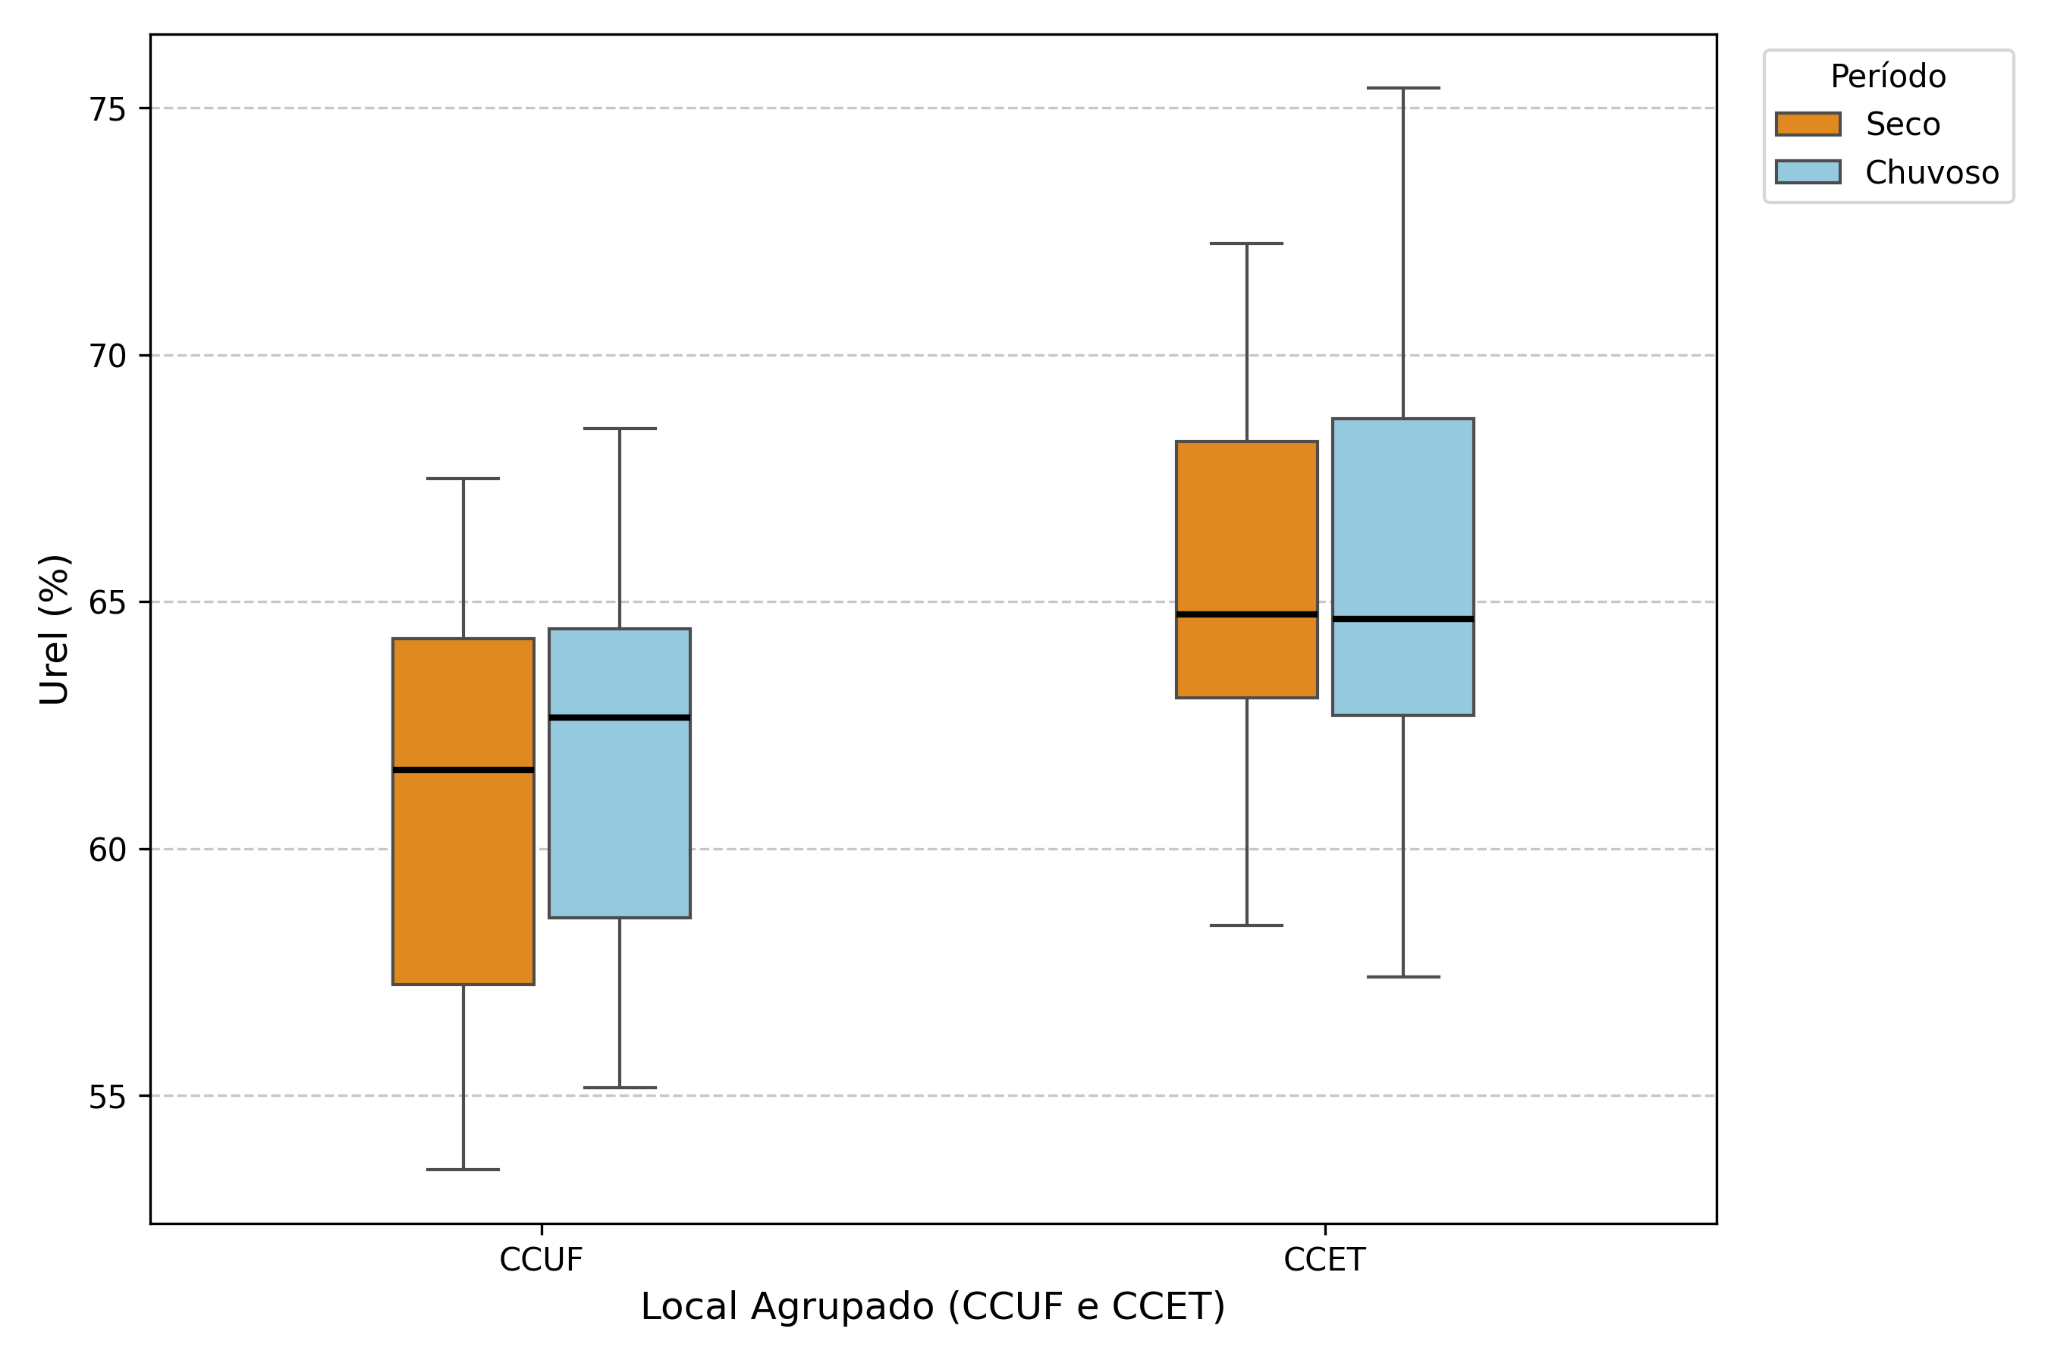 Urel (%)
75
70
65
60
55
CCUF
CCET
Local Agrupado (CCUF e CCET)
Período
Seco
Chuvoso